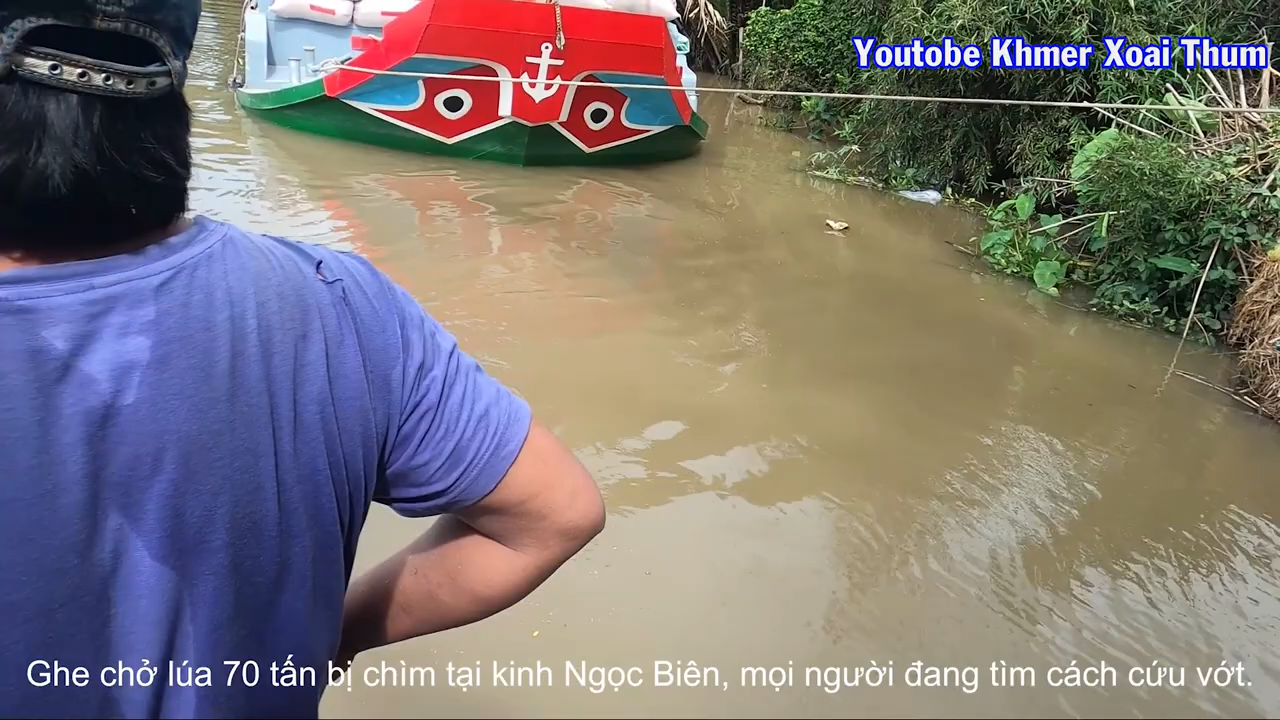 Youtobe Khmer Xoai Thum
Ghe chở lúa 70 tấn bị chìm tại kinh Ngọc Biên, mọi người đang tìm cách cứu vớt.